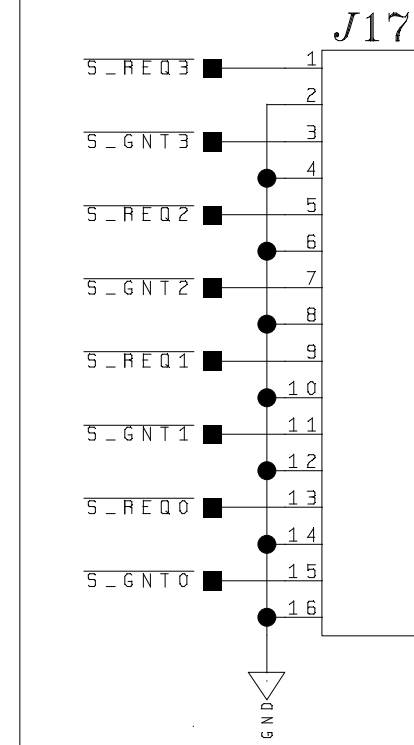 J17
S_REQ3 1
2
S_GNT3 3
4
S_REQ2 5
6
S_GNT2 7
8
S_REQ1 9
10
S_GNT1 11
12
S_REQ0 13
14
S_GNT0 15
16
GND